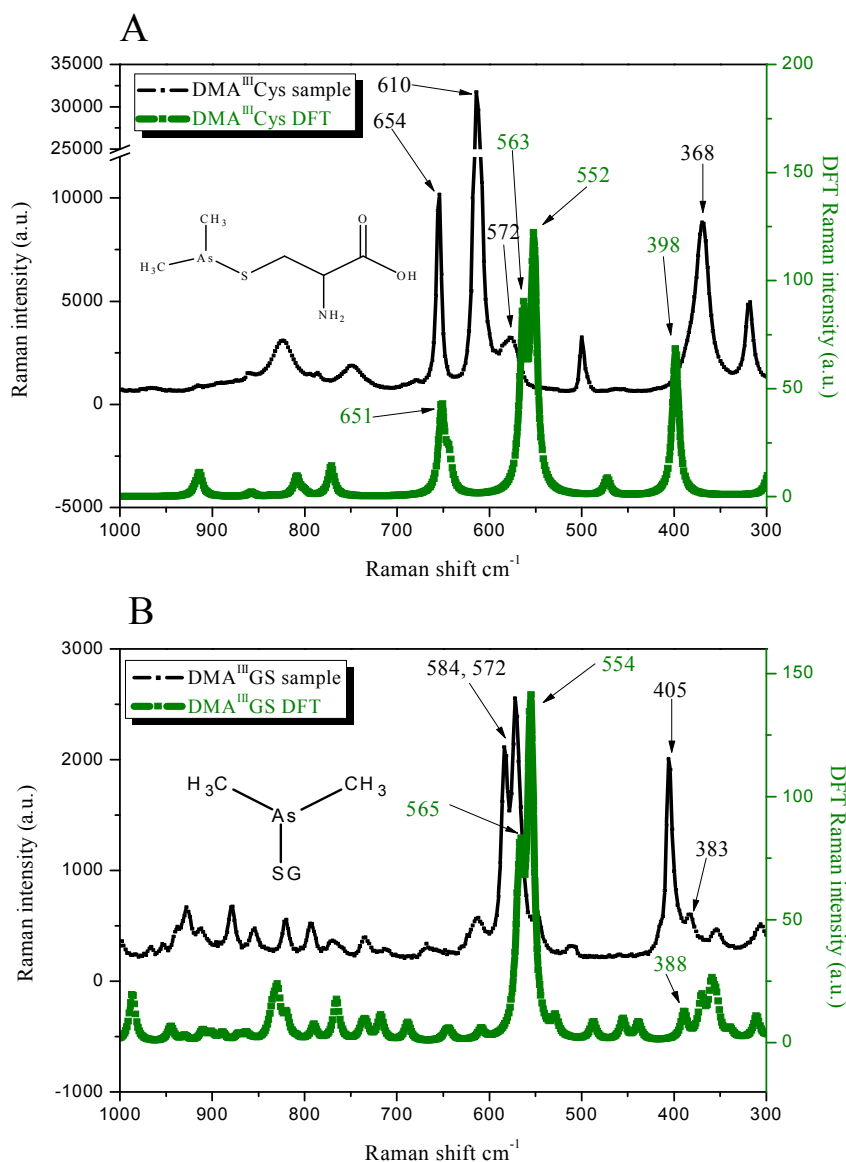 A
DMAᴵᴵᴵCys sample
DMAᴵᴵᴵCys DFT
610
654
563
552
572
368
398
651
CH₃
H₃C
As
S
O
OH
NH₂
35000
30000
25000
10000
5000
0
-5000
Raman intensity (a.u.)
200
150
100
50
0
DFT Raman intensity (a.u.)
1000 900 800 700 600 500 400 300
Raman shift cm⁻¹
B
DMAᴵᴵᴵGS sample
DMAᴵᴵᴵGS DFT
584, 572
554
405
565
383
388
H₃C
CH₃
As
SG
3000
2000
1000
0
-1000
Raman intensity (a.u.)
150
100
50
0
DFT Raman intensity (a.u.)
1000 900 800 700 600 500 400 300
Raman shift cm⁻¹